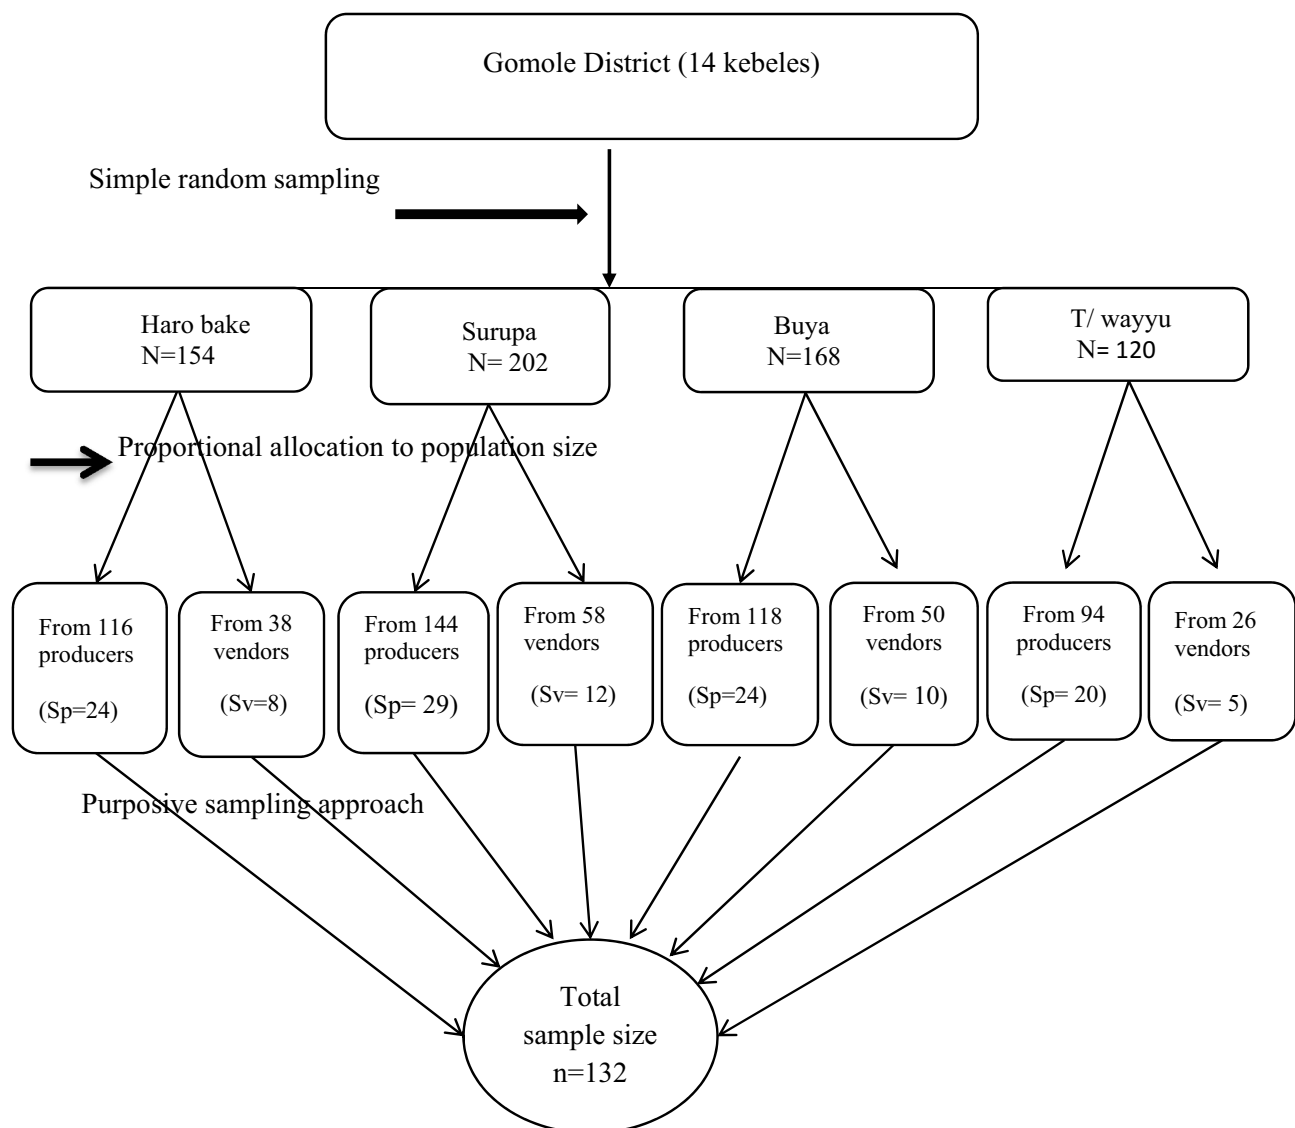 Gomole District (14 kebeles)
Simple random sampling
Haro bake
N=154
Surupa
N= 202
Buya
N=168
T/ wayyu
N= 120
Proportional allocation to population size
From 116
producers
(Sp=24)
From 38
vendors
(Sv=8)
From 144
producers
(Sp= 29)
From 58
vendors
(Sv= 12)
From 118
producers
(Sp=24)
From 50
vendors
(Sv= 10)
From 94
producers
(Sp= 20)
From 26
vendors
(Sv= 5)
Purposive sampling approach
Total
sample size
n=132